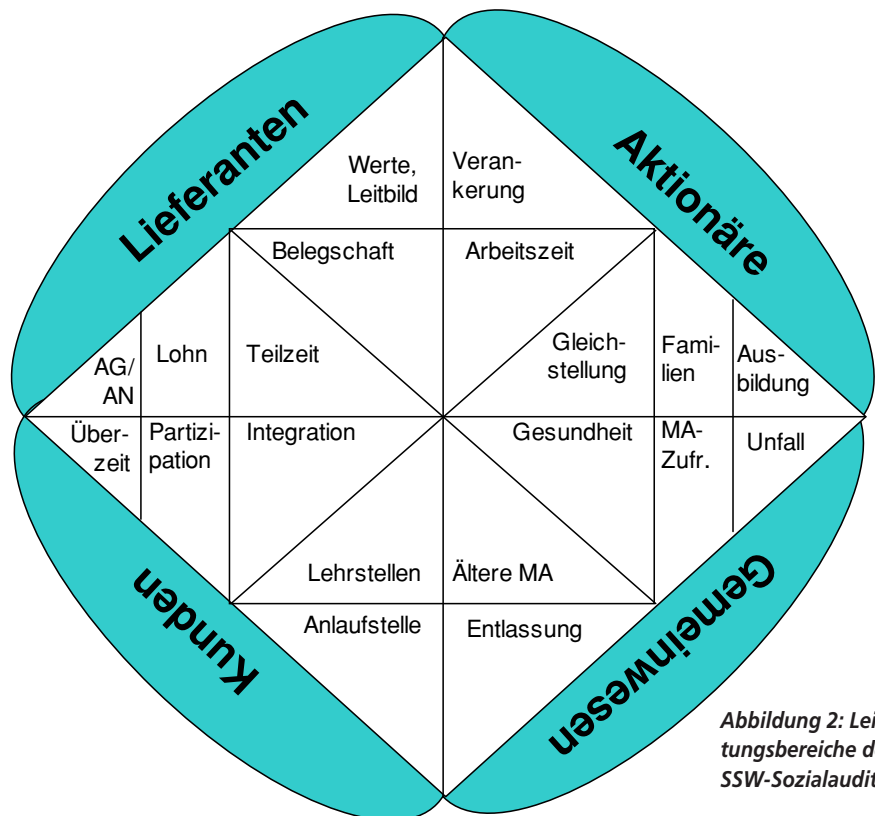 Lieferanten
Aktionäre
Werte,
Leitbild
Veran-
kerung
Belegschaft
Arbeitszeit
AG/
AN
Lohn
Teilzeit
Gleich-
stellung
Fami-
lien
Aus-
bildung
Über-
zeit
Partizi-
pation
Integration
Gesundheit
MA-
Zufr.
Unfall
Lehrstellen
Ältere MA
Anlaufstelle
Entlassung
Kunden
Gemeinwesen
Abbildung 2: Lei
tungsbereiche d
SSW-Sozialaudit